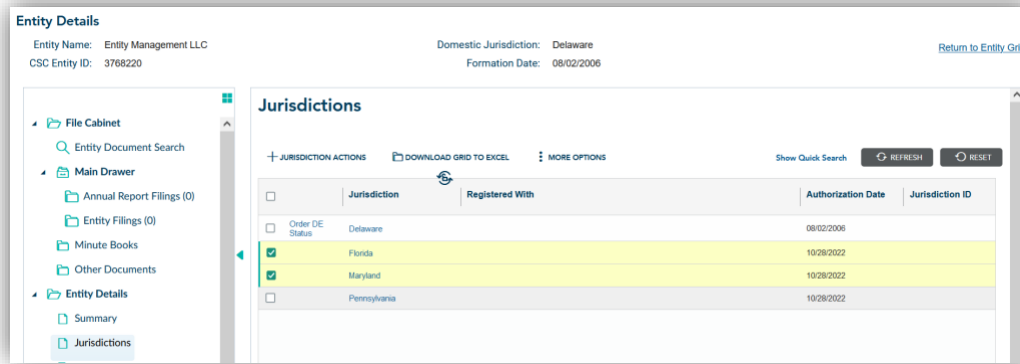 Entity Details
Entity Name: Entity Management LLC
Domestic Jurisdiction: Delaware
CSC Entity ID: 3768220
Formation Date: 08/02/2006
Return to Entity Gri
File Cabinet
Entity Document Search
Main Drawer
Annual Report Filings (0)
Entity Filings (0)
Minute Books
Other Documents
Entity Details
Summary
Jurisdictions
Jurisdictions
JURISDICTION ACTIONS DOWNLOAD GRID TO EXCEL MORE OPTIONS Show Quick Search REFRESH RESET
Jurisdiction Registered With Authorization Date Jurisdiction ID
Order DE Status Delaware 08/02/2006
Florida 10/28/2022
Maryland 10/28/2022
Pennsylvania 10/28/2022